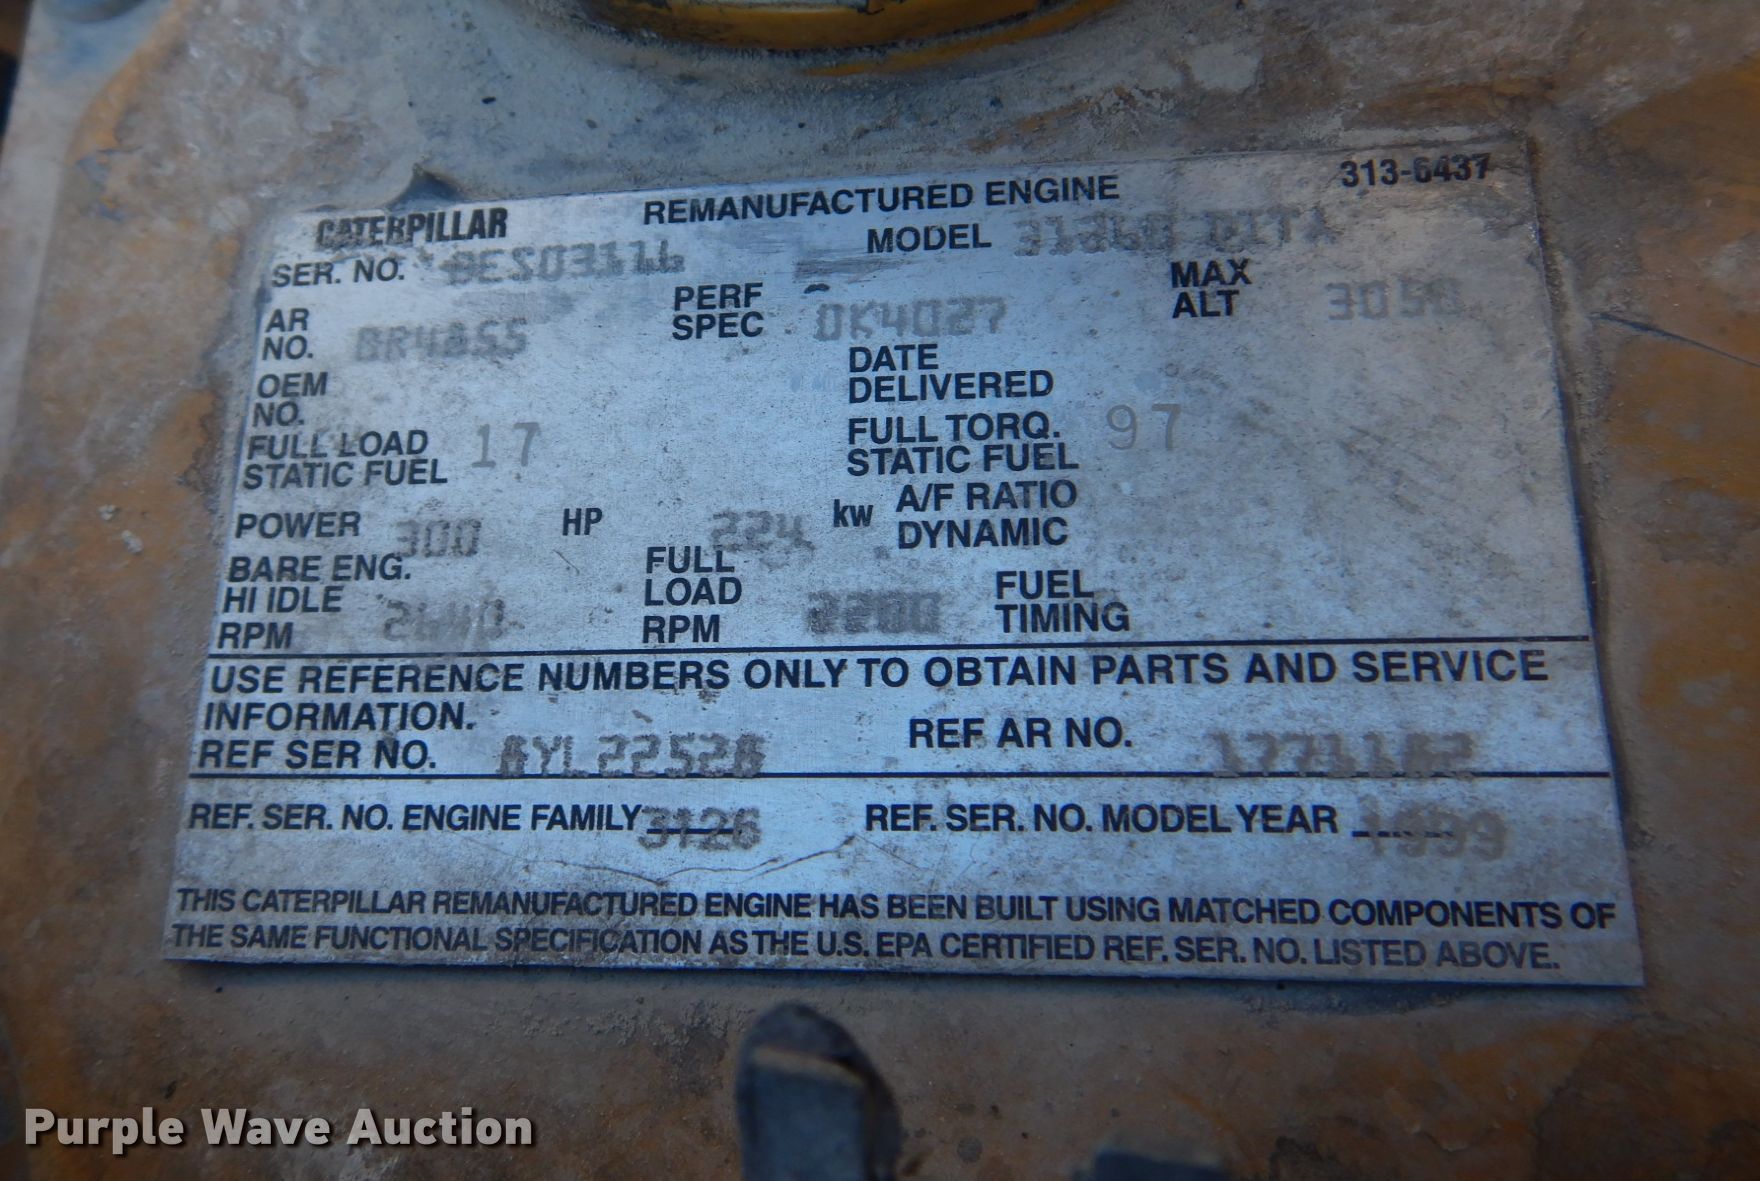 313-6437
CATERPILLAR REMANUFACTURED ENGINE
SER. NO. MODEL
AR NO. PERF SPEC 0K4027 MAX ALT
OEM NO. DATE DELIVERED
FULL LOAD STATIC FUEL 17 FULL TORQ. STATIC FUEL 97
POWER 300 HP 224 kw A/F RATIO DYNAMIC
BARE ENG. HI IDLE RPM FULL LOAD RPM 2200 FUEL TIMING
USE REFERENCE NUMBERS ONLY TO OBTAIN PARTS AND SERVICE
INFORMATION.
REF SER NO. REF AR NO.
REF. SER. NO. ENGINE FAMILY 3126 REF. SER. NO. MODEL YEAR 1999
THIS CATERPILLAR REMANUFACTURED ENGINE HAS BEEN BUILT USING MATCHED COMPONENTS OF
THE SAME FUNCTIONAL SPECIFICATION AS THE U.S. EPA CERTIFIED REF. SER. NO. LISTED ABOVE.
Purple Wave Auction